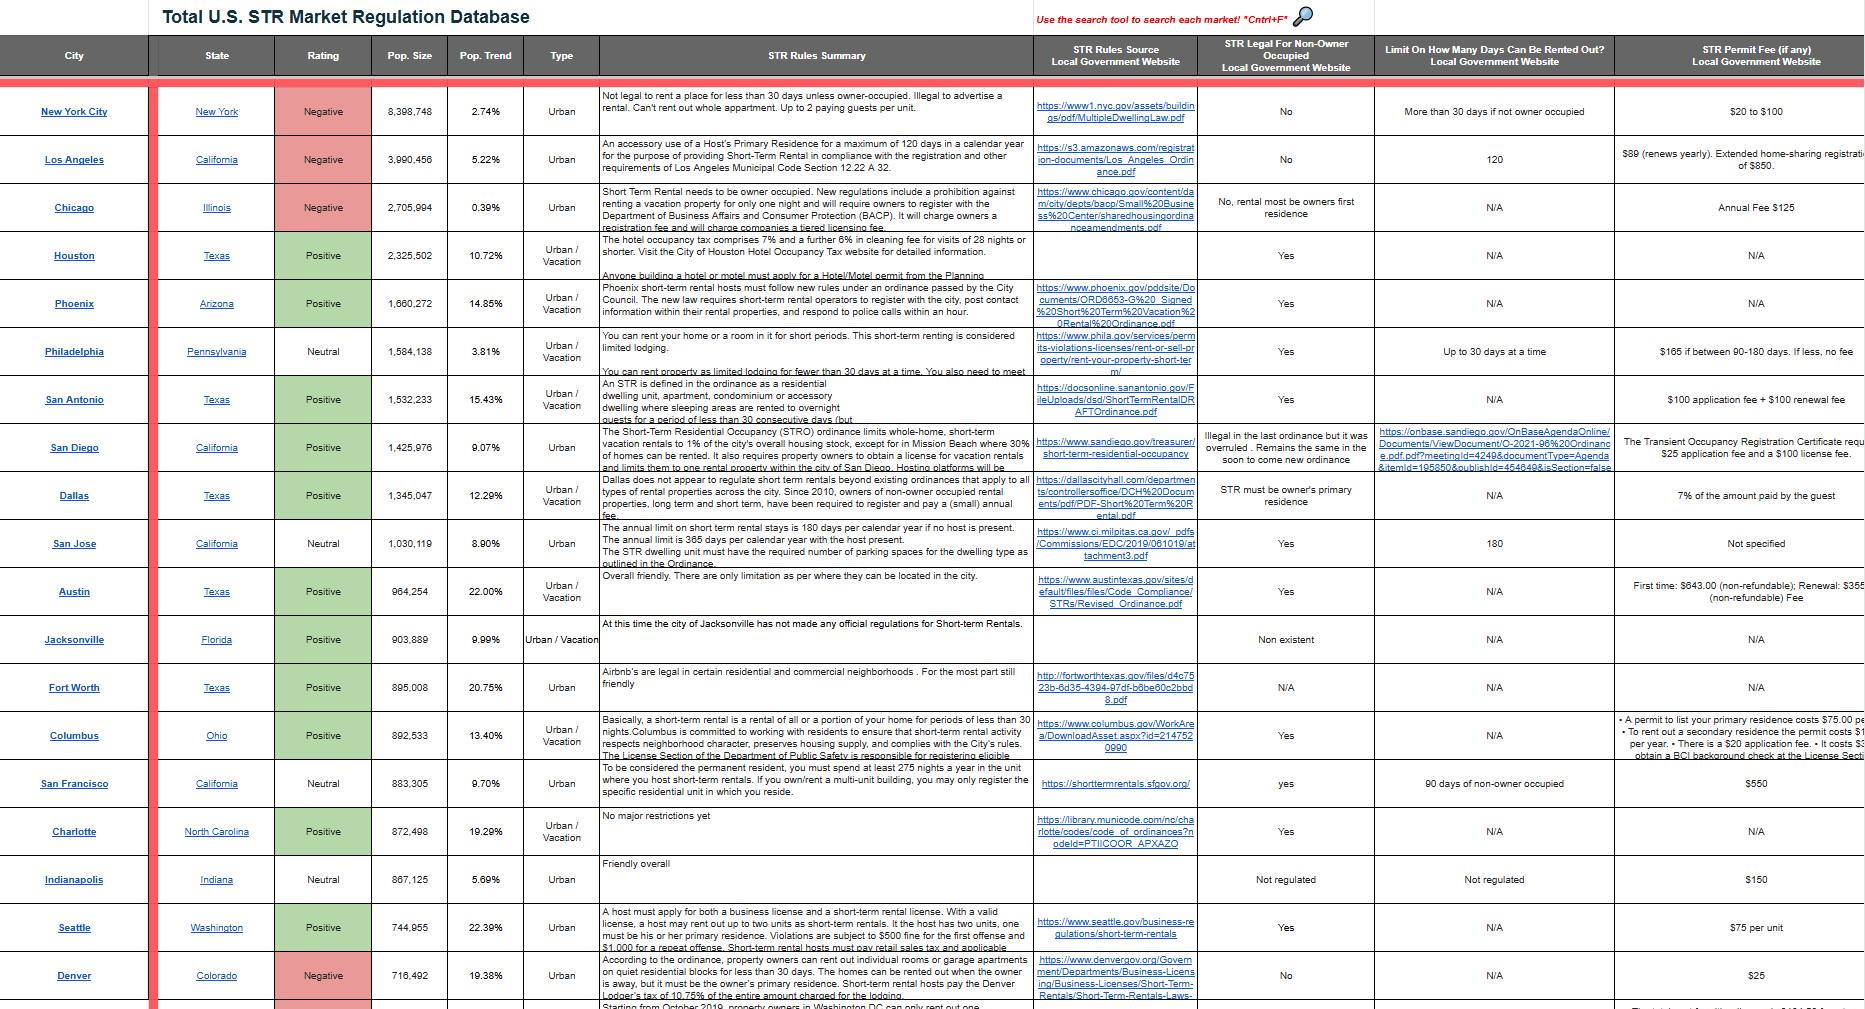 Total U.S. STR Market Regulation Database
Use the search tool to search each market! "Cntrl+F"
City
State
Rating
Pop. Size
Pop. Trend
Type
STR Rules Summary
STR Rules Source
Local Government Website
STR Legal For Non-Owner
Occupied
Local Government Website
Limit On How Many Days Can Be Rented Out?
Local Government Website
STR Permit Fee (if any)
Local Government Website
New York City
New York
Negative
8,398,748
2.74%
Urban
Not legal to rent a place for less than 30 days unless owner-occupied. Illegal to advertise a
rental. Can't rent out whole appartment. Up to 2 paying guests per unit.
https://www1.nyc.gov/assets/buildin
gs/pdf/MultipleDwellingLaw.pdf
No
More than 30 days if not owner occupied
$20 to $100
Los Angeles
California
Negative
3,990,456
5.22%
Urban
An accessory use of a Host's Primary Residence for a maximum of 120 days in a calendar year
for the purpose of providing Short-Term Rental in compliance with the registration and other
requirements of Los Angeles Municipal Code Section 12.22 A 32.
https://s3.amazonaws.com/registrat
ion-documents/Los_Angeles_Ordin
ance.pdf
No
120
$89 (renews yearly). Extended home-sharing registrati
of $850.
Chicago
Illinois
Negative
2,705,994
0.39%
Urban
Short Term Rental needs to be owner occupied. New regulations include a prohibition against
renting a vacation property for only one night and will require owners to register with the
Department of Business Affairs and Consumer Protection (BACP). It will charge owners a
registration fee and will charge companies a tiered licensing fee.
https://www.chicago.gov/content/da
m/city/depts/bacp/Small%20Busine
ss%20Center/sharedhousingordina
nceamendments.pdf
No, rental most be owners first
residence
N/A
Annual Fee $125
Houston
Texas
Positive
2,325,502
10.72%
Urban /
Vacation
The hotel occupancy tax comprises 7% and a further 6% in cleaning fee for visits of 28 nights or
shorter. Visit the City of Houston Hotel Occupancy Tax website for detailed information.
Anyone building a hotel or motel must apply for a Hotel/Motel permit from the Planning
Yes
N/A
N/A
Phoenix
Arizona
Positive
1,660,272
14.85%
Urban /
Vacation
Phoenix short-term rental hosts must follow new rules under an ordinance passed by the City
Council. The new law requires short-term rental operators to register with the city, post contact
information within their rental properties, and respond to police calls within an hour.
https://www.phoenix.gov/pddsite/Do
cuments/ORD6653-G%20_Signed
%20Short%20Term%20Vacation%2
0Rental%20Ordinance.pdf
Yes
N/A
N/A
Philadelphia
Pennsylvania
Neutral
1,584,138
3.81%
Urban /
Vacation
You can rent your home or a room in it for short periods. This short-term renting is considered
limited lodging.
You can rent property as limited lodging for fewer than 30 days at a time. You also need to meet
https://www.phila.gov/services/perm
its-violations-licenses/rent-or-sell-pr
operty/rent-your-property-short-ter
m/
Yes
Up to 30 days at a time
$165 if between 90-180 days. If less, no fee
San Antonio
Texas
Positive
1,532,233
15.43%
Urban /
Vacation
An STR is defined in the ordinance as a residential
dwelling unit, apartment, condominium or accessory
dwelling where sleeping areas are rented to overnight
guests for a period of less than 30 consecutive days (but
https://docsonline.sanantonio.gov/F
ileUploads/dsd/ShortTermRentalDR
AFTOrdinance.pdf
Yes
N/A
$100 application fee + $100 renewal fee
San Diego
California
Positive
1,425,976
9.07%
Urban
The Short-Term Residential Occupancy (STRO) ordinance limits whole-home, short-term
vacation rentals to 1% of the city's overall housing stock, except for in Mission Beach where 30%
of homes can be rented. It also requires property owners to obtain a license for vacation rentals
and limits them to one rental property within the city of San Diego. Hosting platforms will be
https://www.sandiego.gov/treasurer/
short-term-residential-occupancy
Illegal in the last ordinance but it was
overruled . Remains the same in the
soon to come new ordinance
https://onbase.sandiego.gov/OnBaseAgendaOnline/
Documents/ViewDocument/O-2021-96%20Ordinanc
e.pdf.pdf?meetingId=4249&documentType=Agenda
&itemId=195850&publishId=454649&isSection=false
The Transient Occupancy Registration Certificate requ
$25 application fee and a $100 license fee.
Dallas
Texas
Positive
1,345,047
12.29%
Urban /
Vacation
Dallas does not appear to regulate short term rentals beyond existing ordinances that apply to all
types of rental properties across the city. Since 2010, owners of non-owner occupied rental
properties, long term and short term, have been required to register and pay a (small) annual
fee.
https://dallascityhall.com/departmen
ts/controllersoffice/DCH%20Docum
ents/pdf/PDF-Short%20Term%20R
ental.pdf
STR must be owner's primary
residence
N/A
7% of the amount paid by the guest
San Jose
California
Neutral
1,030,119
8.90%
Urban
The annual limit on short term rental stays is 180 days per calendar year if no host is present.
The annual limit is 365 days per calendar year with the host present.
The STR dwelling unit must have the required number of parking spaces for the dwelling type as
outlined in the Ordinance.
https://www.ci.milpitas.ca.gov/_pdfs
/Commissions/EDC/2019/061019/at
tachment3.pdf
Yes
180
Not specified
Austin
Texas
Positive
964,254
22.00%
Urban /
Vacation
Overall friendly. There are only limitation as per where they can be located in the city.
https://www.austintexas.gov/sites/d
efault/files/files/Code_Compliance/
STRs/Revised_Ordinance.pdf
Yes
N/A
First time: $643.00 (non-refundable); Renewal: $355
(non-refundable) Fee
Jacksonville
Florida
Positive
903,889
9.99%
Urban / Vacation
At this time the city of Jacksonville has not made any official regulations for Short-term Rentals.
Non existent
N/A
N/A
Fort Worth
Texas
Positive
895,008
20.75%
Urban
Airbnb's are legal in certain residential and commercial neighborhoods . For the most part still
friendly
http://fortworthtexas.gov/files/d4c75
23b-6d35-4394-97df-b6be60c2bbd
8.pdf
N/A
N/A
N/A
Columbus
Ohio
Positive
892,533
13.40%
Urban /
Vacation
Basically, a short-term rental is a rental of all or a portion of your home for periods of less than 30
nights.Columbus is committed to working with residents to ensure that short-term rental activity
respects neighborhood character, preserves housing supply, and complies with the City's rules.
The License Section of the Department of Public Safety is responsible for registering eligible
https://www.columbus.gov/WorkAre
a/DownloadAsset.aspx?id=214752
0990
Yes
N/A
• A permit to list your primary residence costs $75.00 pe
• To rent out a secondary residence the permit costs $1
per year. • There is a $20 application fee. • It costs $3
obtain a BCI background check at the License Secti
San Francisco
California
Neutral
883,305
9.70%
Urban
To be considered the permanent resident, you must spend at least 275 nights a year in the unit
where you host short-term rentals. If you own/rent a multi-unit building, you may only register the
specific residential unit in which you reside.
https://shorttermrentals.sfgov.org/
yes
90 days of non-owner occupied
$550
Charlotte
North Carolina
Positive
872,498
19.29%
Urban /
Vacation
No major restrictions yet
https://library.municode.com/nc/cha
rlotte/codes/code_of_ordinances?n
odeId=PTIICOOR_APXAZO
Yes
N/A
N/A
Indianapolis
Indiana
Neutral
867,125
5.69%
Urban
Friendly overall
Not regulated
Not regulated
$150
Seattle
Washington
Positive
744,955
22.39%
Urban
A host must apply for both a business license and a short-term rental license. With a valid
license, a host may rent out up to two units as short-term rentals. It the host has two units, one
must be his or her primary residence. Violations are subject to $500 fine for the first offense and
$1,000 for a repeat offense. Short-term rental hosts must pay retail sales tax and applicable
https://www.seattle.gov/business-re
gulations/short-term-rentals
Yes
N/A
$75 per unit
Denver
Colorado
Negative
716,492
19.38%
Urban
According to the ordinance, property owners can rent out individual rooms or garage apartments
on quiet residential blocks for less than 30 days. The homes can be rented out when the owner
is away, but it must be the owner's primary residence. Short-term rental hosts pay the Denver
Lodger's tax of 10.75% of the entire amount charged for the lodging.
https://www.denvergov.org/Govern
ment/Departments/Business-Licens
ing/Business-Licenses/Short-Term-
Rentals/Short-Term-Rentals-Laws-
No
N/A
$25
Starting from October 2019, property owners in Washington DC can only rent out one